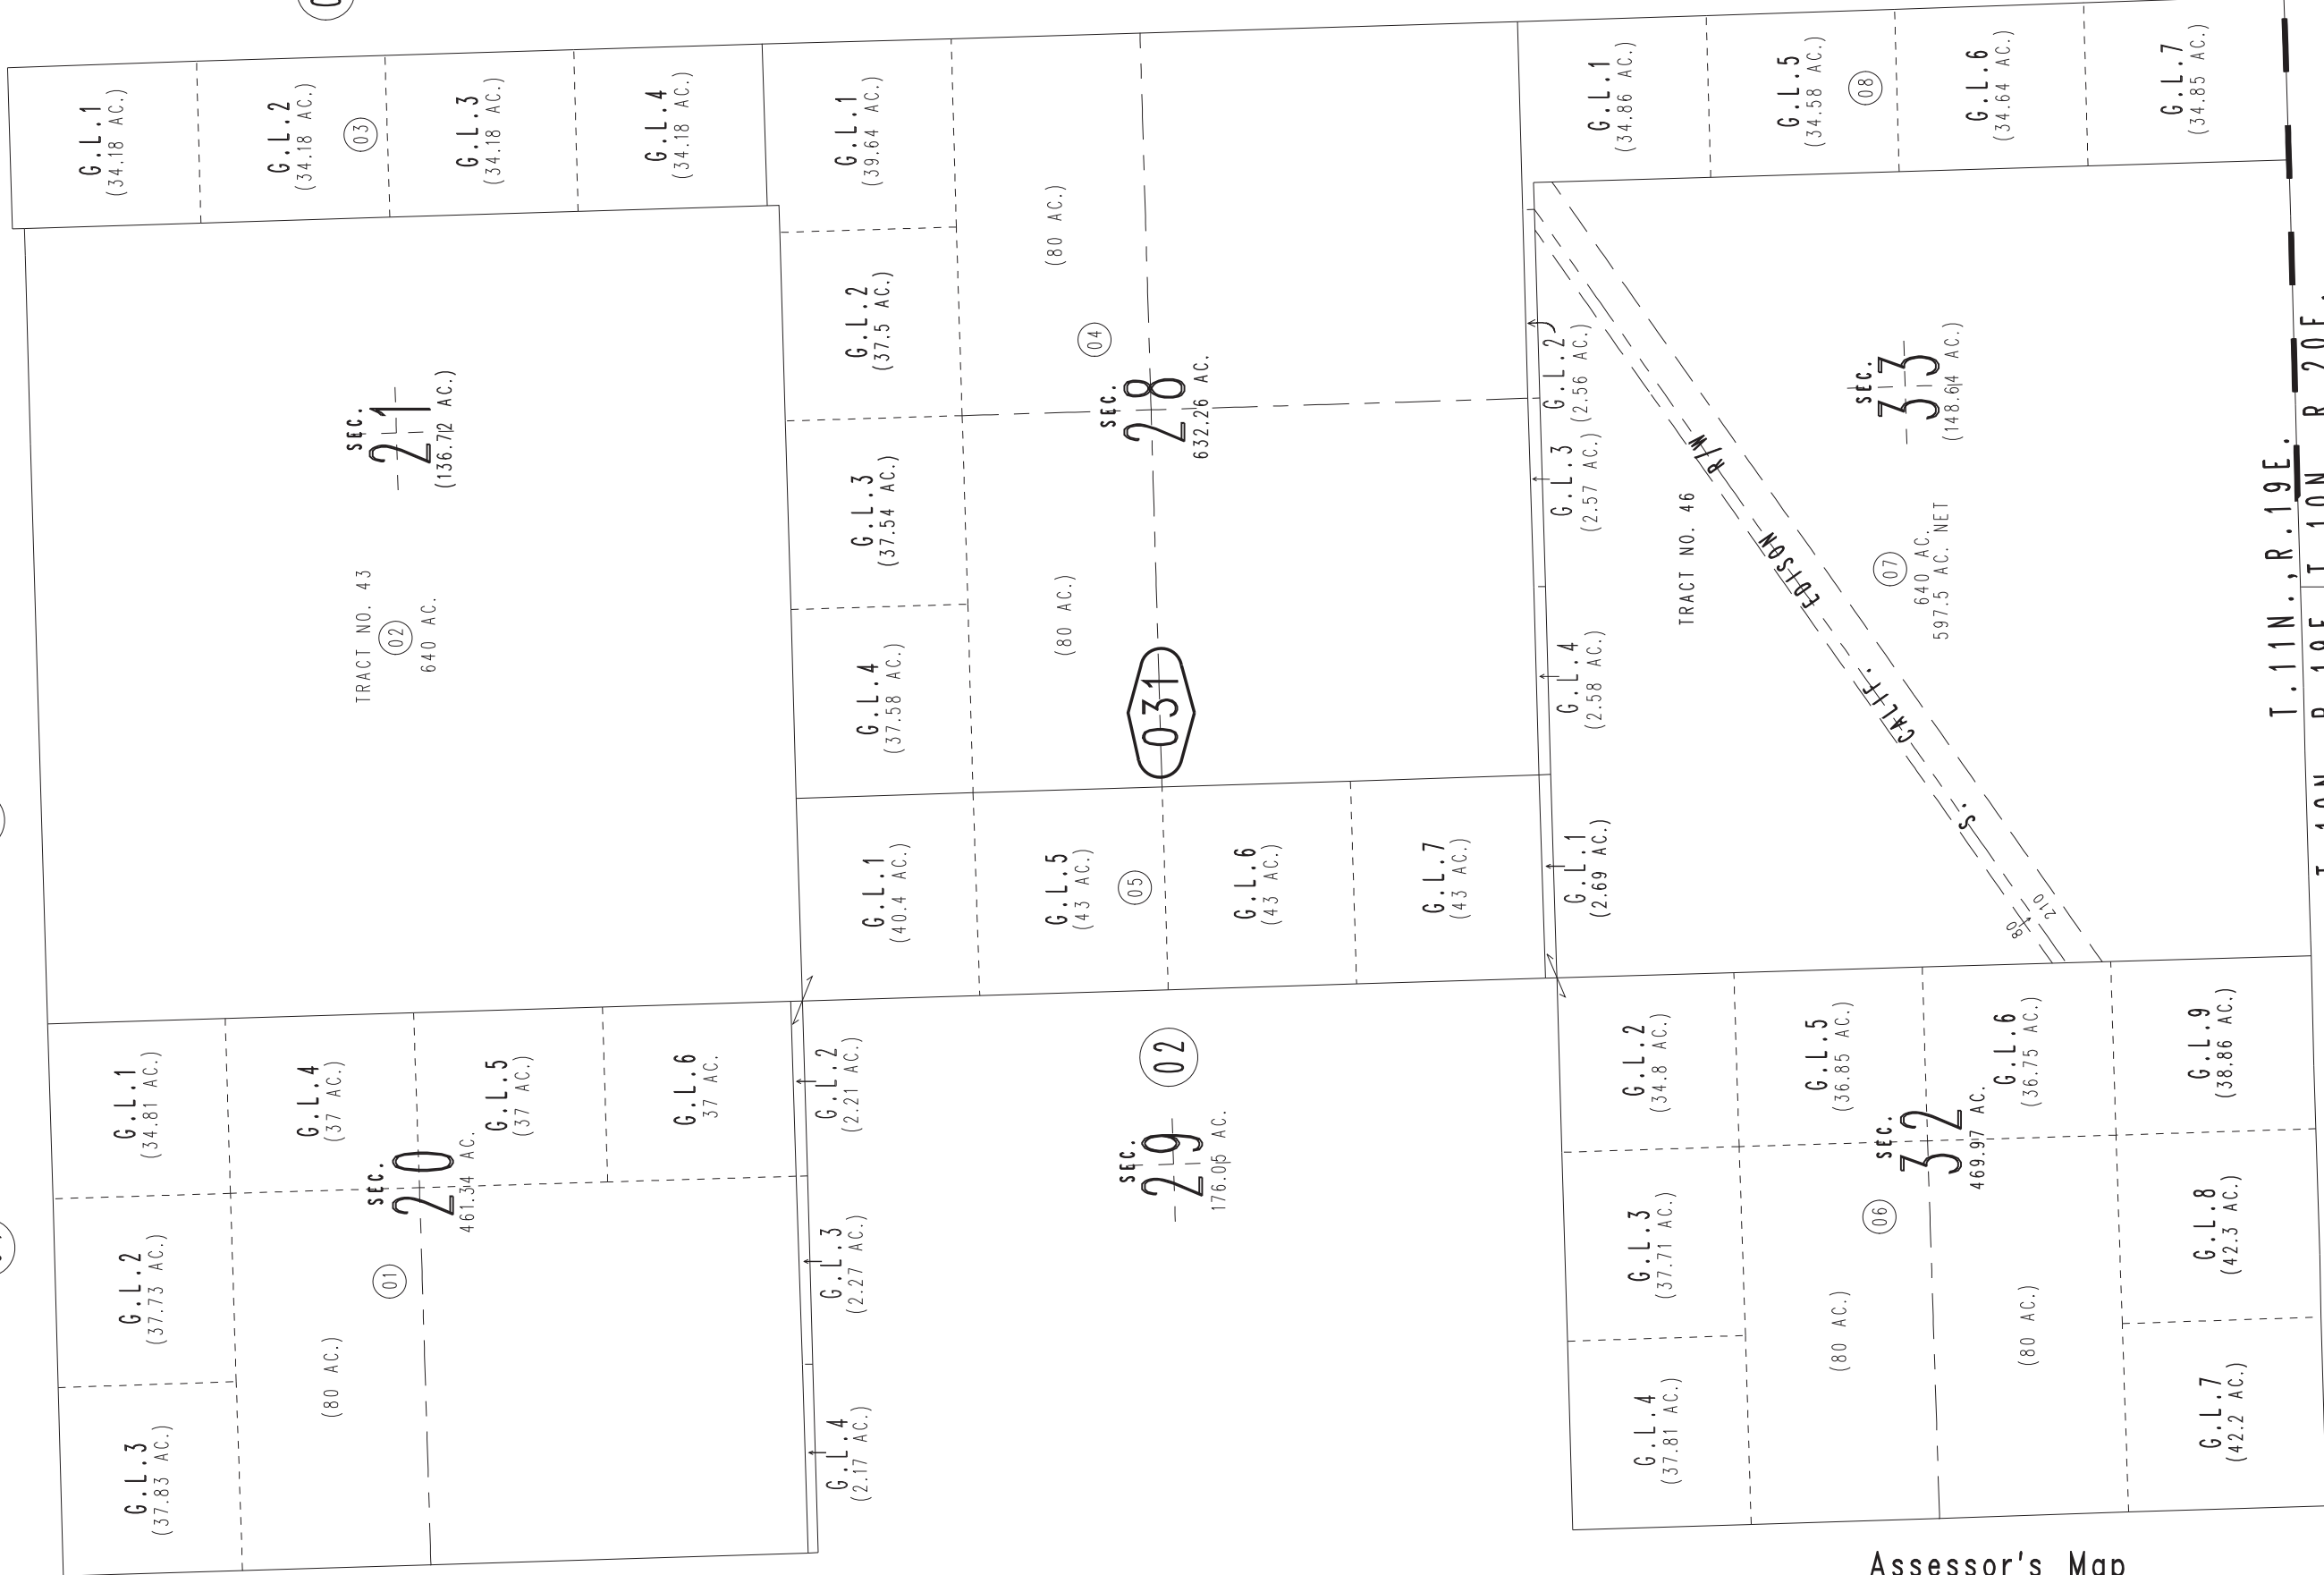 G.L.1
(34.18 AC.)
G.L.2
(34.18 AC.)
03
G.L.3
(34.18 AC.)
G.L.4
(34.18 AC.)
SEC.
21
(136.72 AC.)
TRACT NO. 43
02
640 AC.
G.L.1
(39.64 AC.)
G.L.2
(37.5 AC.)
G.L.3
(37.54 AC.)
G.L.4
(37.58 AC.)
(80 AC.)
04
SEC.
28
632.26 AC.
(80 AC.)
031
G.L.1
(34.86 AC.)
G.L.5
(34.58 AC.)
08
G.L.6
(34.64 AC.)
G.L.7
(34.85 AC.)
G.L.2
(2.56 AC.)
G.L.3
(2.57 AC.)
G.L.4
(2.58 AC.)
G.L.1
(2.69 AC.)
TRACT NO. 46
SEC.
33
(148.64 AC.)
07
640 AC.
597.5 AC. NET
S. CALIF. EDISON R/W
80
210
G.L.1
(40.4 AC.)
G.L.5
(43 AC.)
05
G.L.6
(43 AC.)
G.L.7
(43 AC.)
G.L.1
(34.81 AC.)
G.L.4
(37 AC.)
G.L.5
(37 AC.)
G.L.6
37 AC.
SEC.
20
461.34 AC.
01
G.L.2
(37.73 AC.)
G.L.3
(37.83 AC.)
(80 AC.)
G.L.2
(2.21 AC.)
G.L.3
(2.27 AC.)
G.L.4
(2.17 AC.)
02
SEC.
29
176.05 AC.
G.L.2
(34.8 AC.)
G.L.5
(36.85 AC.)
G.L.6
(36.75 AC.)
G.L.9
(38.86 AC.)
SEC.
32
469.97 AC.
06
G.L.3
(37.71 AC.)
G.L.4
(37.81 AC.)
(80 AC.)
(80 AC.)
G.L.8
(42.3 AC.)
G.L.7
(42.2 AC.)
T.11N.,R.19E.
Assessor's Map